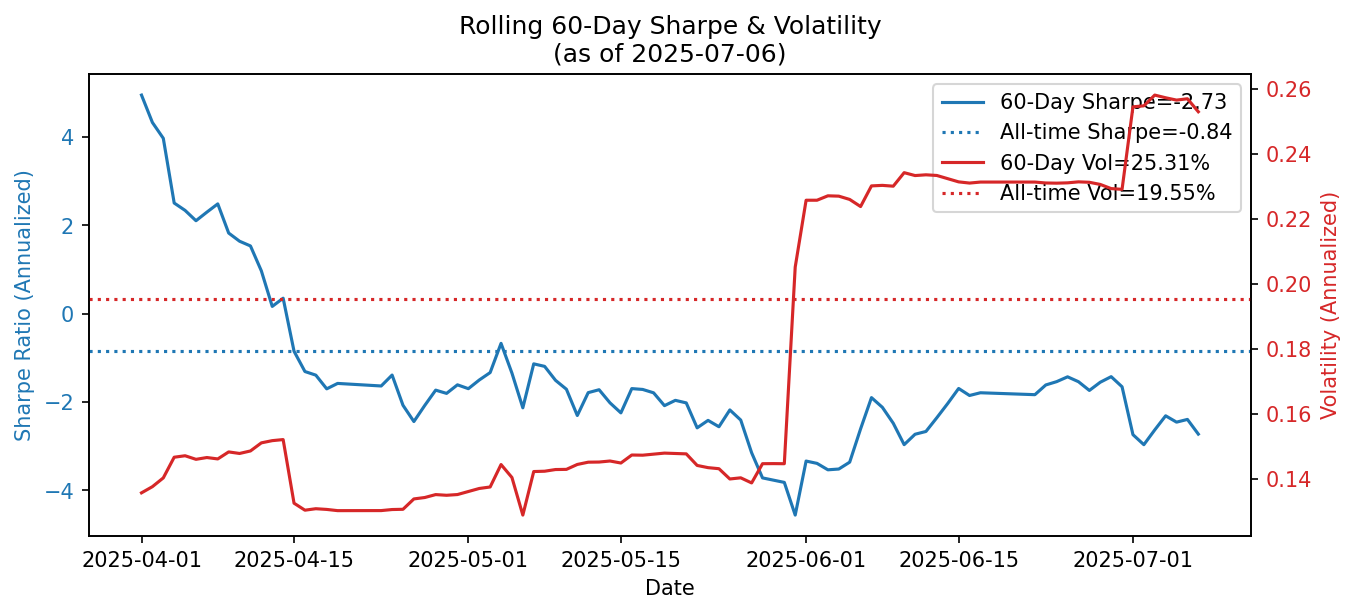 Rolling 60-Day Sharpe & Volatility
(as of 2025-07-06)
60-Day Sharpe=-2.73
All-time Sharpe=-0.84
60-Day Vol=25.31%
All-time Vol=19.55%
Sharpe Ratio (Annualized)
4
2
0
−2
−4
0.26
0.24
0.22
0.20
0.18
0.16
0.14
Volatility (Annualized)
2025-04-01
2025-04-15
2025-05-01
2025-05-15
2025-06-01
2025-06-15
2025-07-01
Date